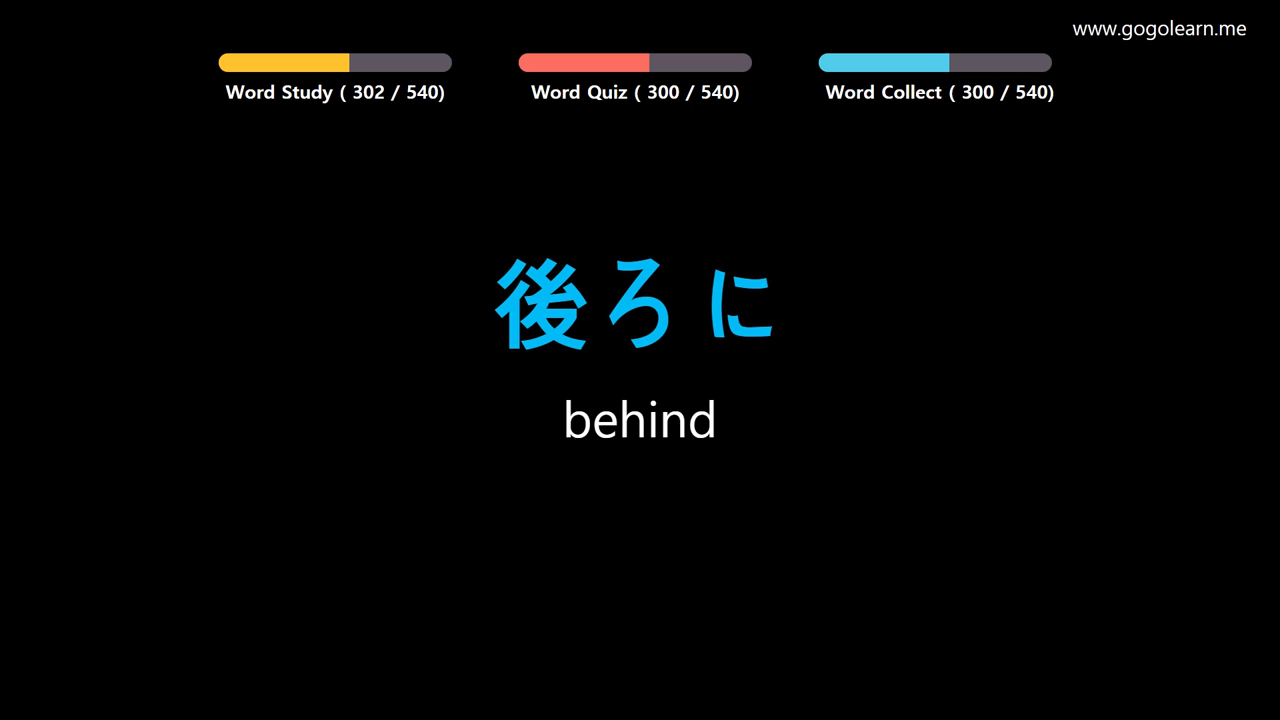 www.gogolearn.me
Word Study ( 302 / 540)
Word Quiz ( 300 / 540)
Word Collect ( 300 / 540)
後ろに
behind